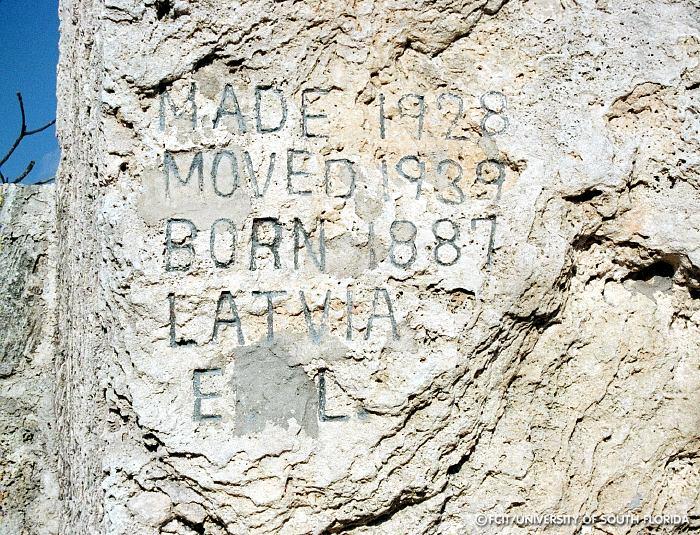 MADE 1928
MOVED 1939
BORN 1887
LATVIA
E. L.
©FCIT/UNIVERSITY OF SOUTH FLORIDA